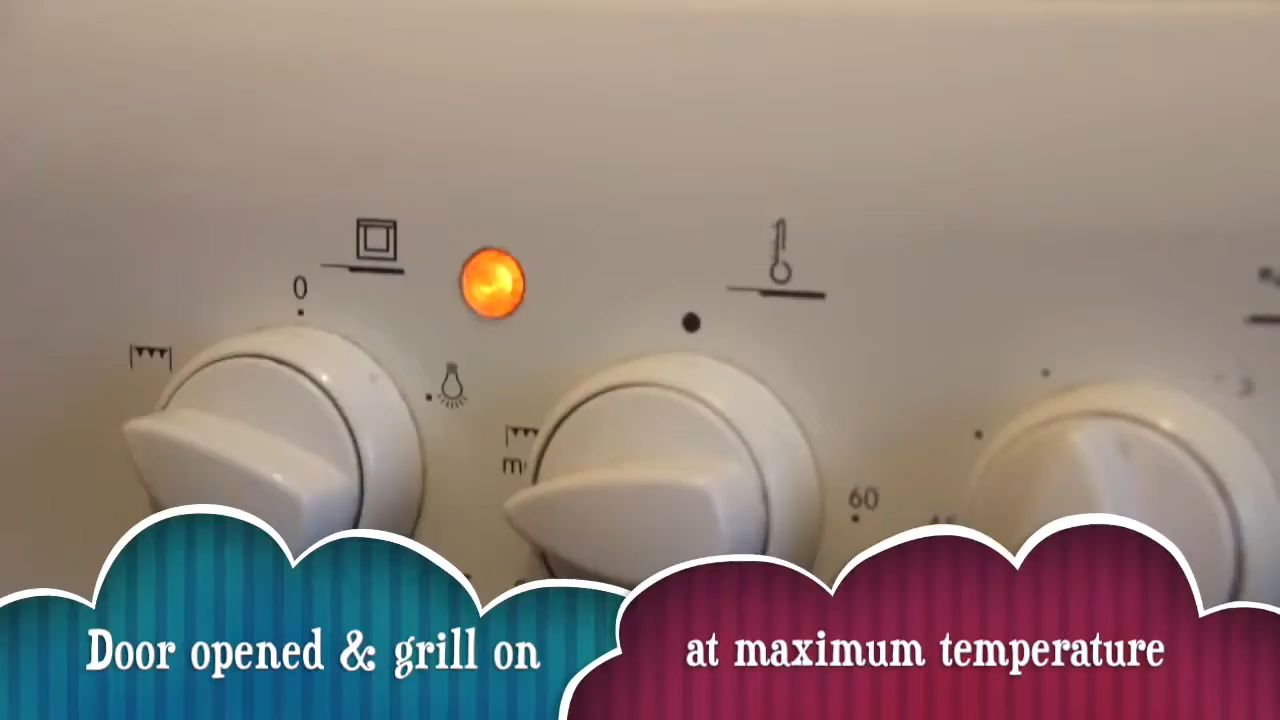 0
60
Door opened & grill on
at maximum temperature